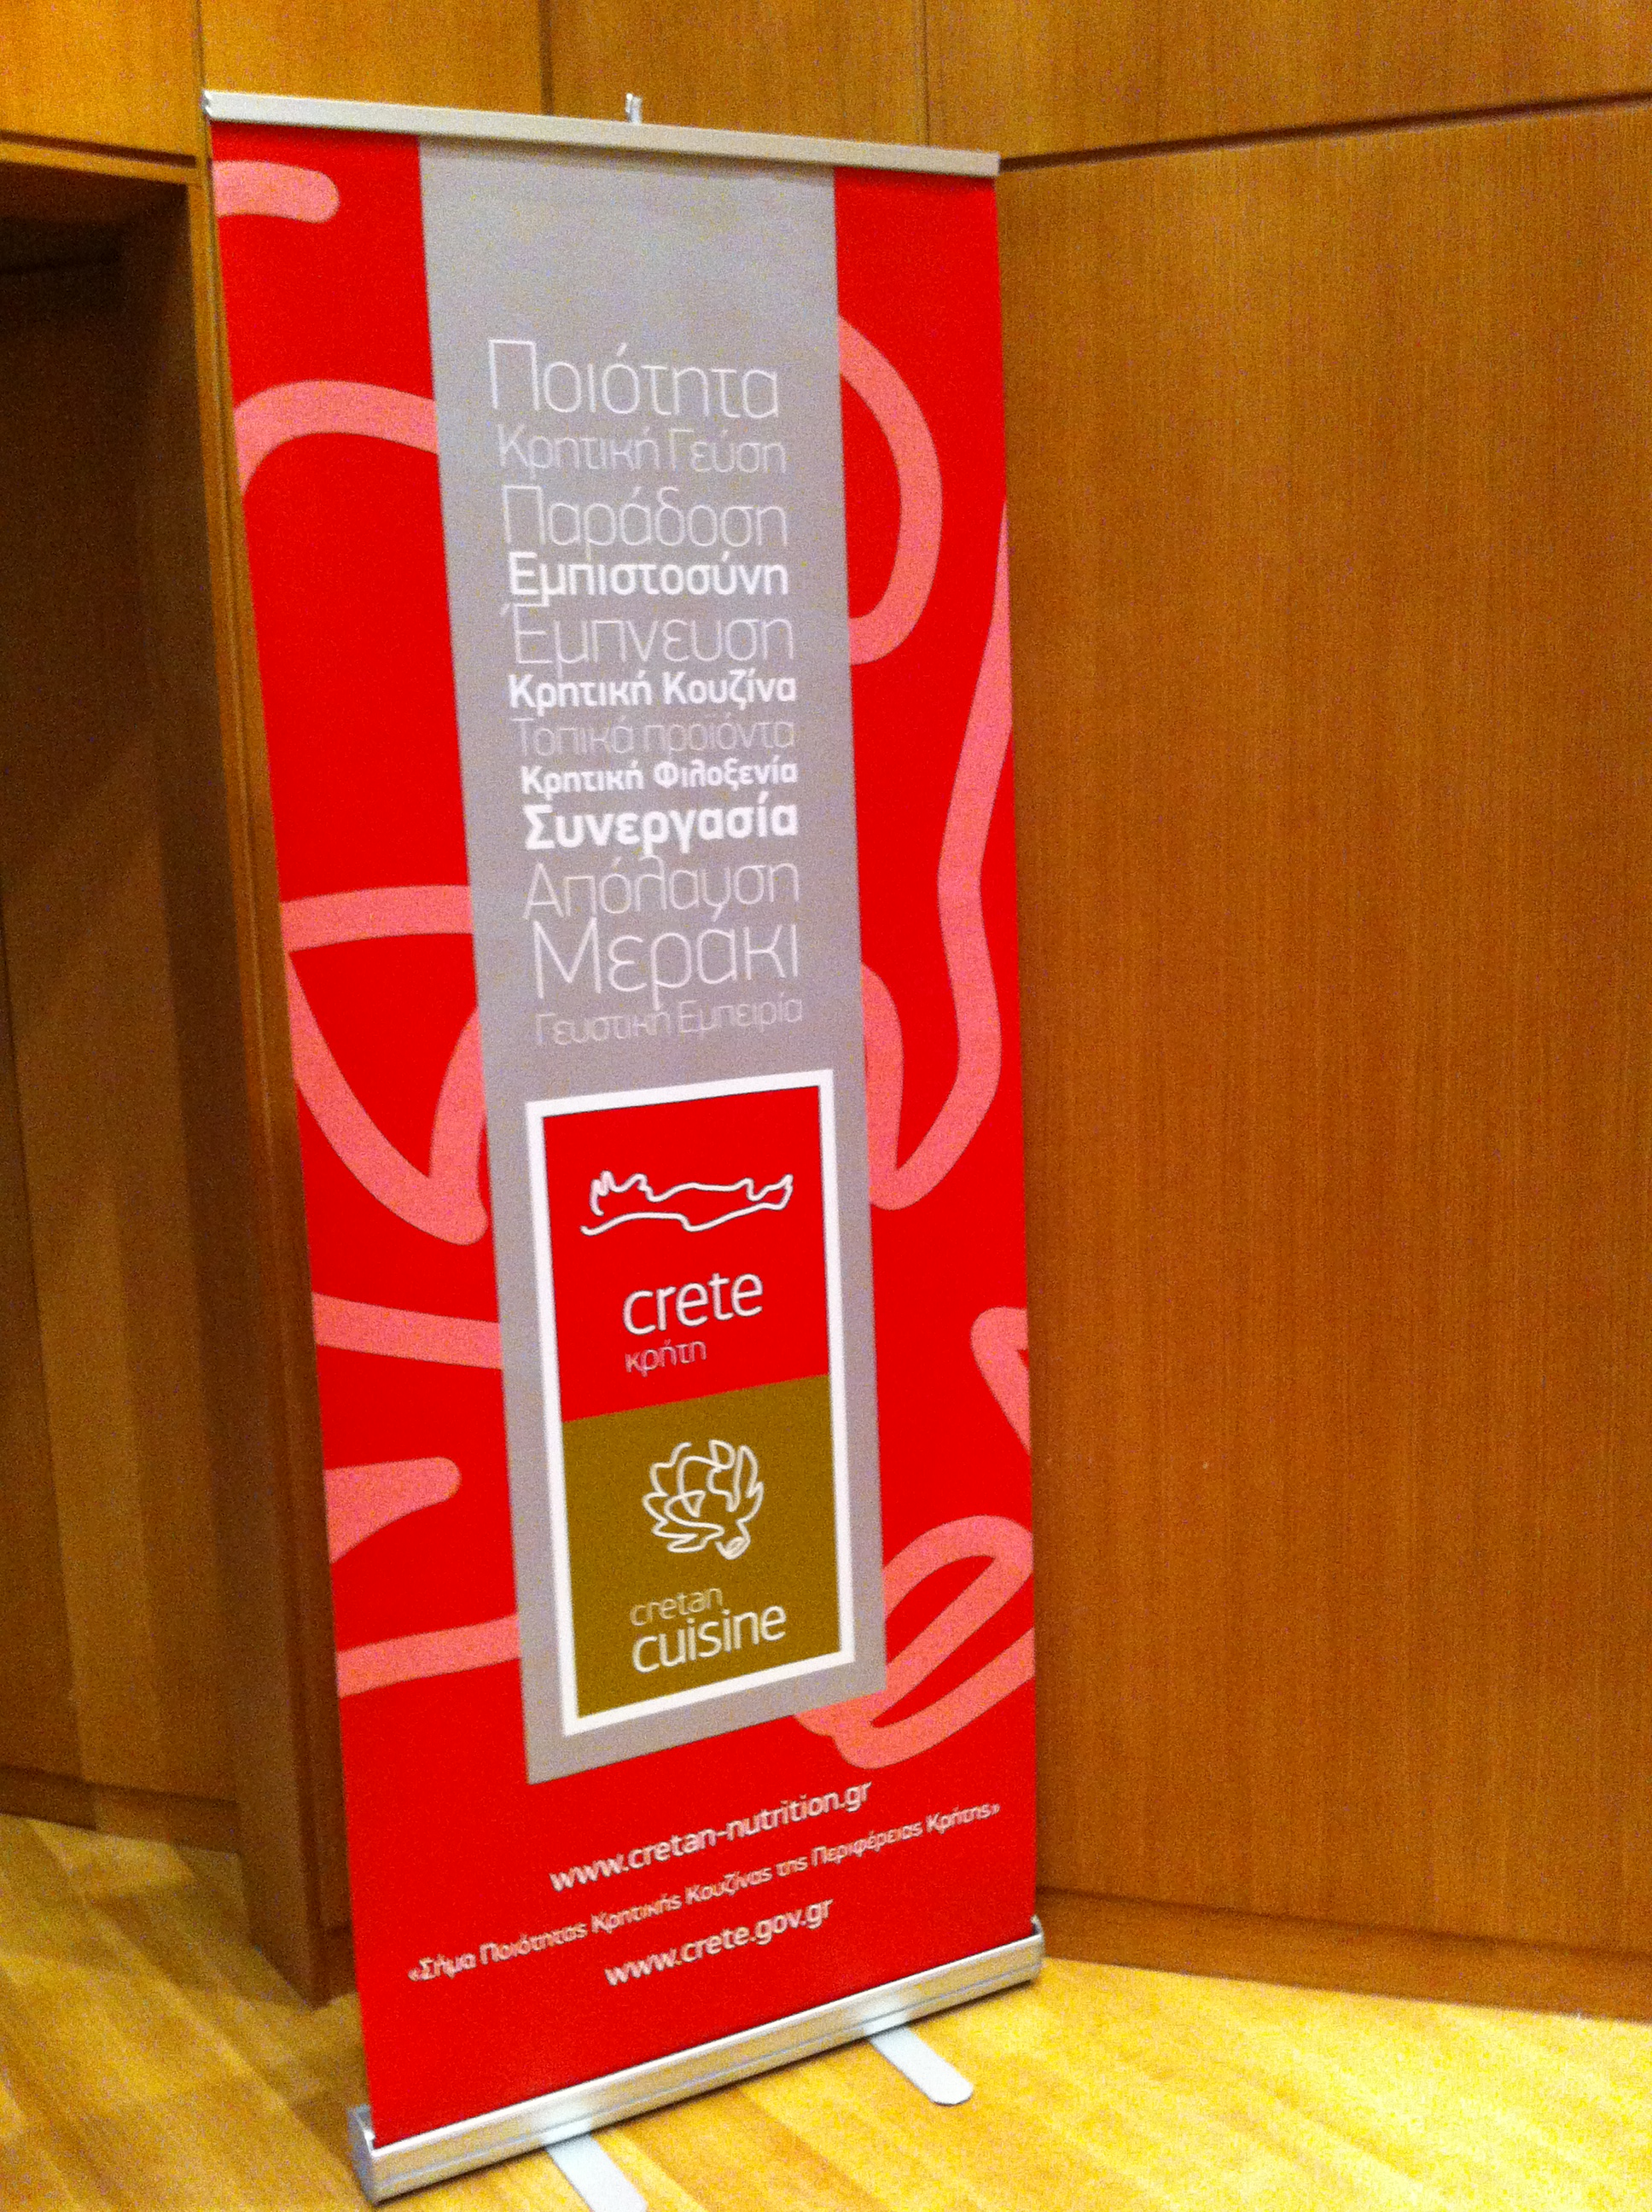 Ποιότητα
Κρητική Γεύση
Παράδοση
Εμπιστοσύνη
Έμπνευση
Κρητική Κουζίνα
Τοπικά προϊόντα
Κρητική Φιλοξενία
Συνεργασία
Απόλαυση
Μεράκι
Γευστική Εμπειρία
crete
κρήτη
cretan
cuisine
www.cretan-nutrition.gr
«Σήμα Ποιότητας Κρητικής Κουζίνας της Περιφέρειας Κρήτης»
www.crete.gov.gr